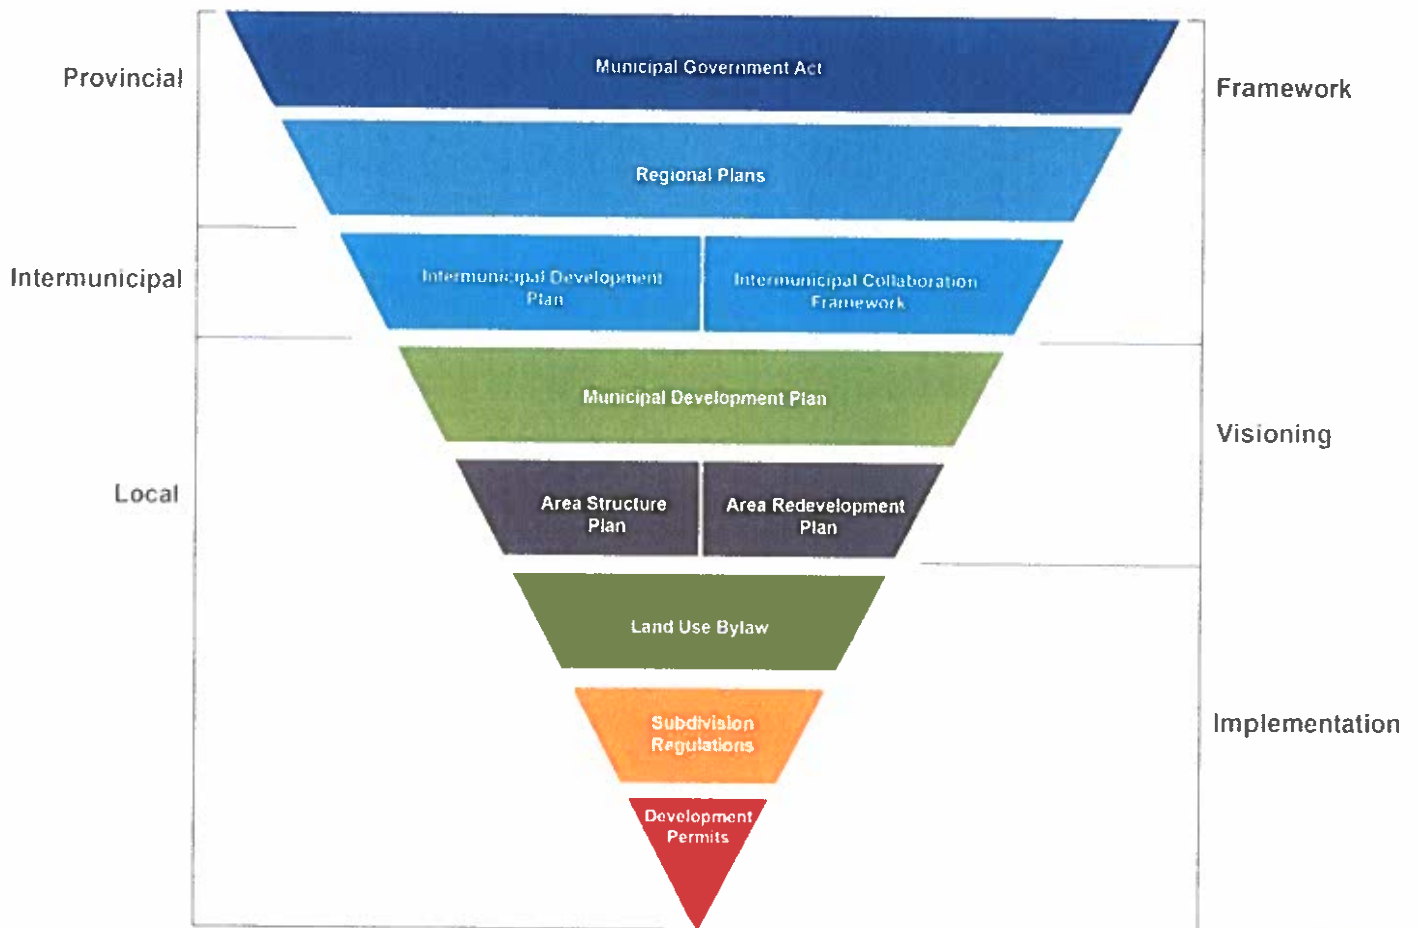 Provincial
Municipal Government Act
Framework
Regional Plans
Intermunicipal
Intermunicipal Development
Plan
Intermunicipal Collaboration
Framework
Municipal Development Plan
Visioning
Local
Area Structure
Plan
Area Redevelopment
Plan
Land Use Bylaw
Subdivision
Regulations
Implementation
Development
Permits